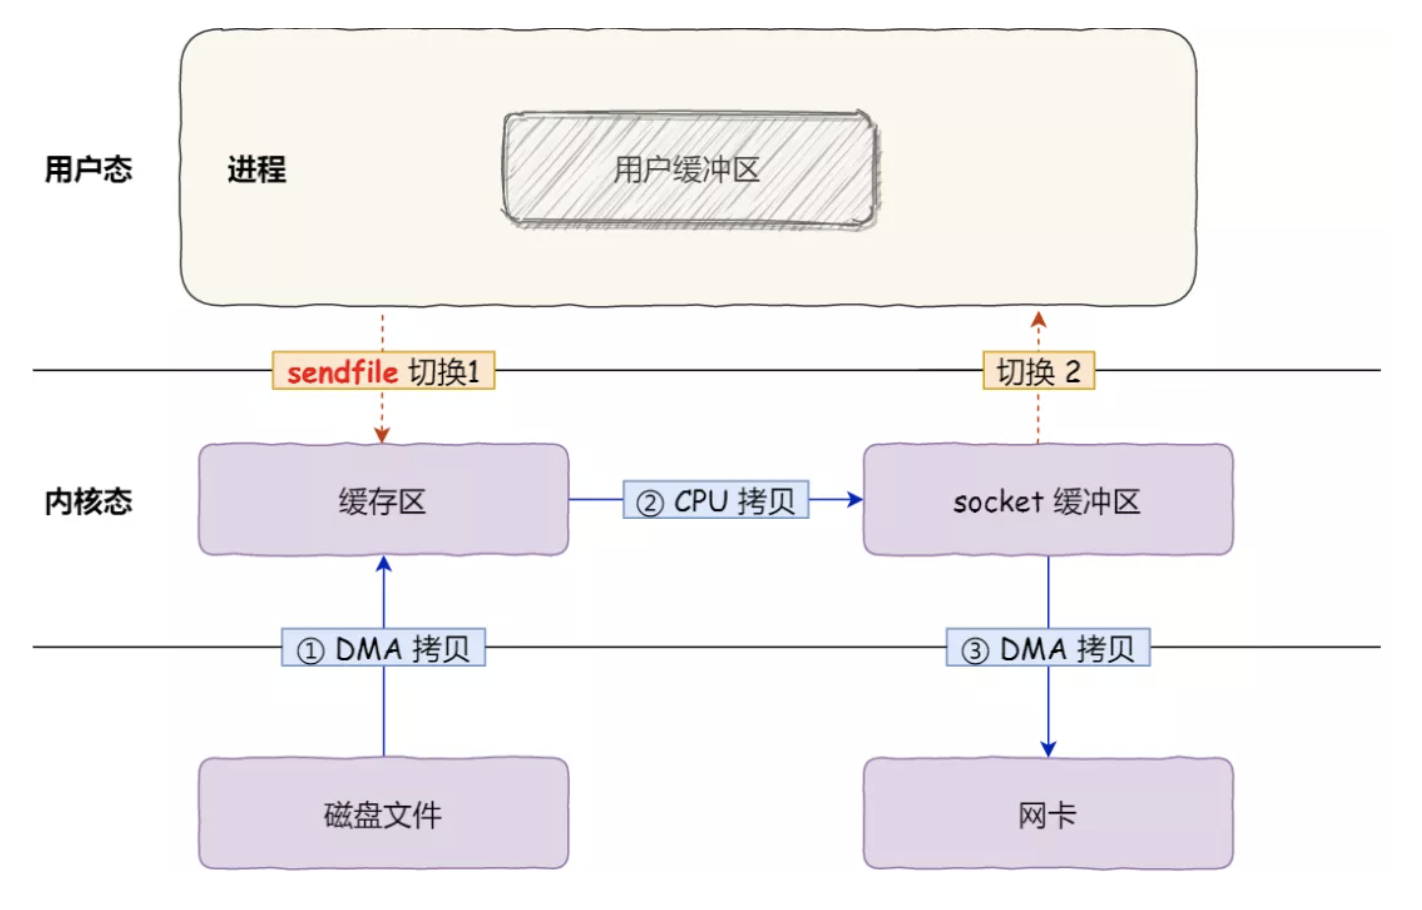 用户态
进程
用户缓冲区
sendfile 切换1
切换 2
内核态
缓存区
② CPU 拷贝
socket 缓冲区
① DMA 拷贝
③ DMA 拷贝
磁盘文件
网卡